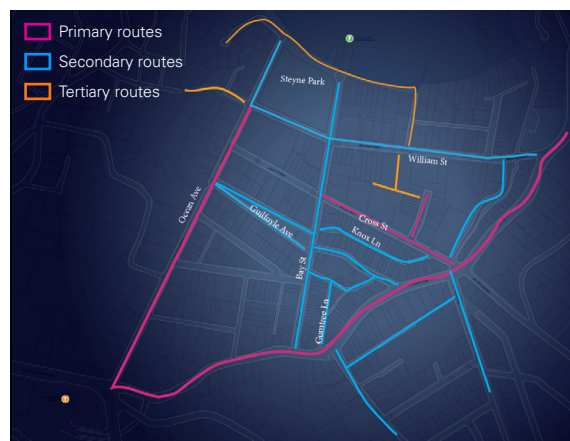 Primary routes
Secondary routes
Tertiary routes
Steyne Park
William St
Ocean Ave
Guilfoyle Ave
Cross St
Knox Ln
Bay St
Gumtree Ln